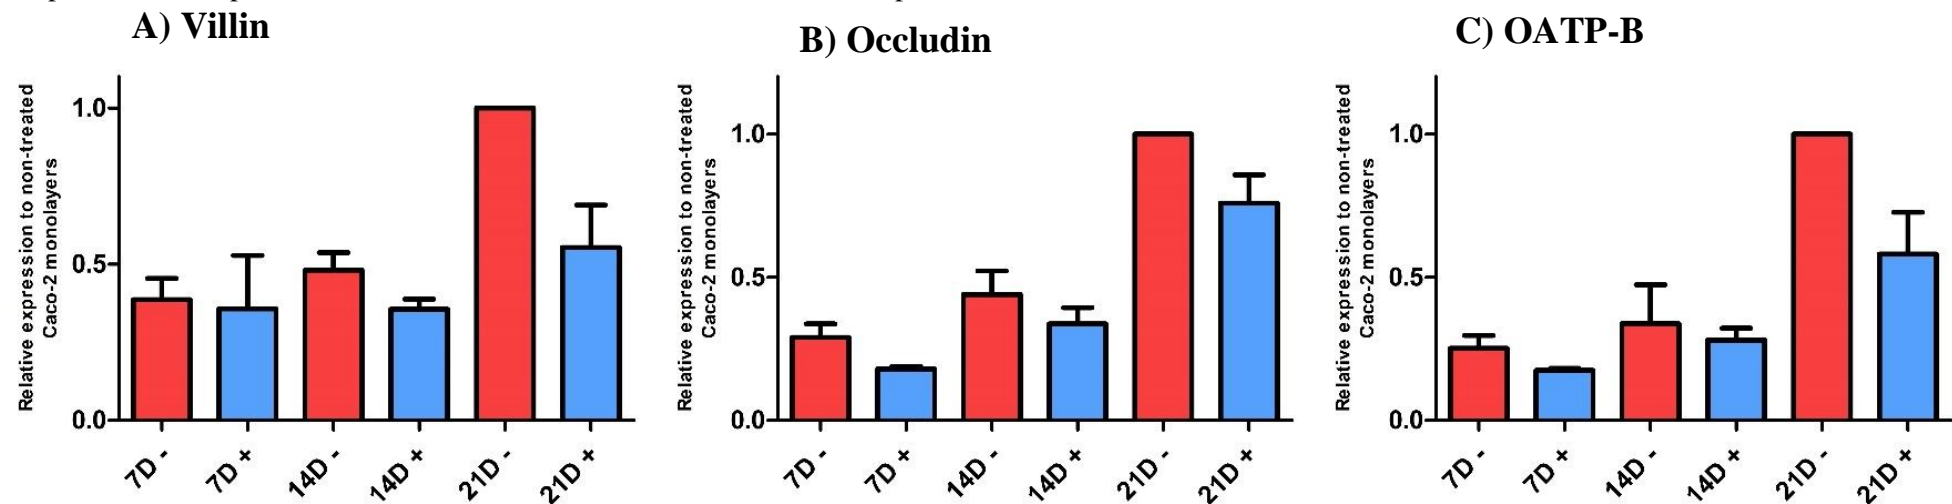 A) Villin
Relative expression to non-treated
Caco-2 monolayers
1.0
0.5
0.0
7D -
7D +
14D -
14D +
21D -
21D +
B) Occludin
Relative expression to non-treated
Caco-2 monolayers
1.0
0.5
0.0
7D -
7D +
14D -
14D +
21D -
21D +
C) OATP-B
Relative expression to non-treated
Caco-2 monolayers
1.0
0.5
0.0
7D -
7D +
14D -
14D +
21D -
21D +